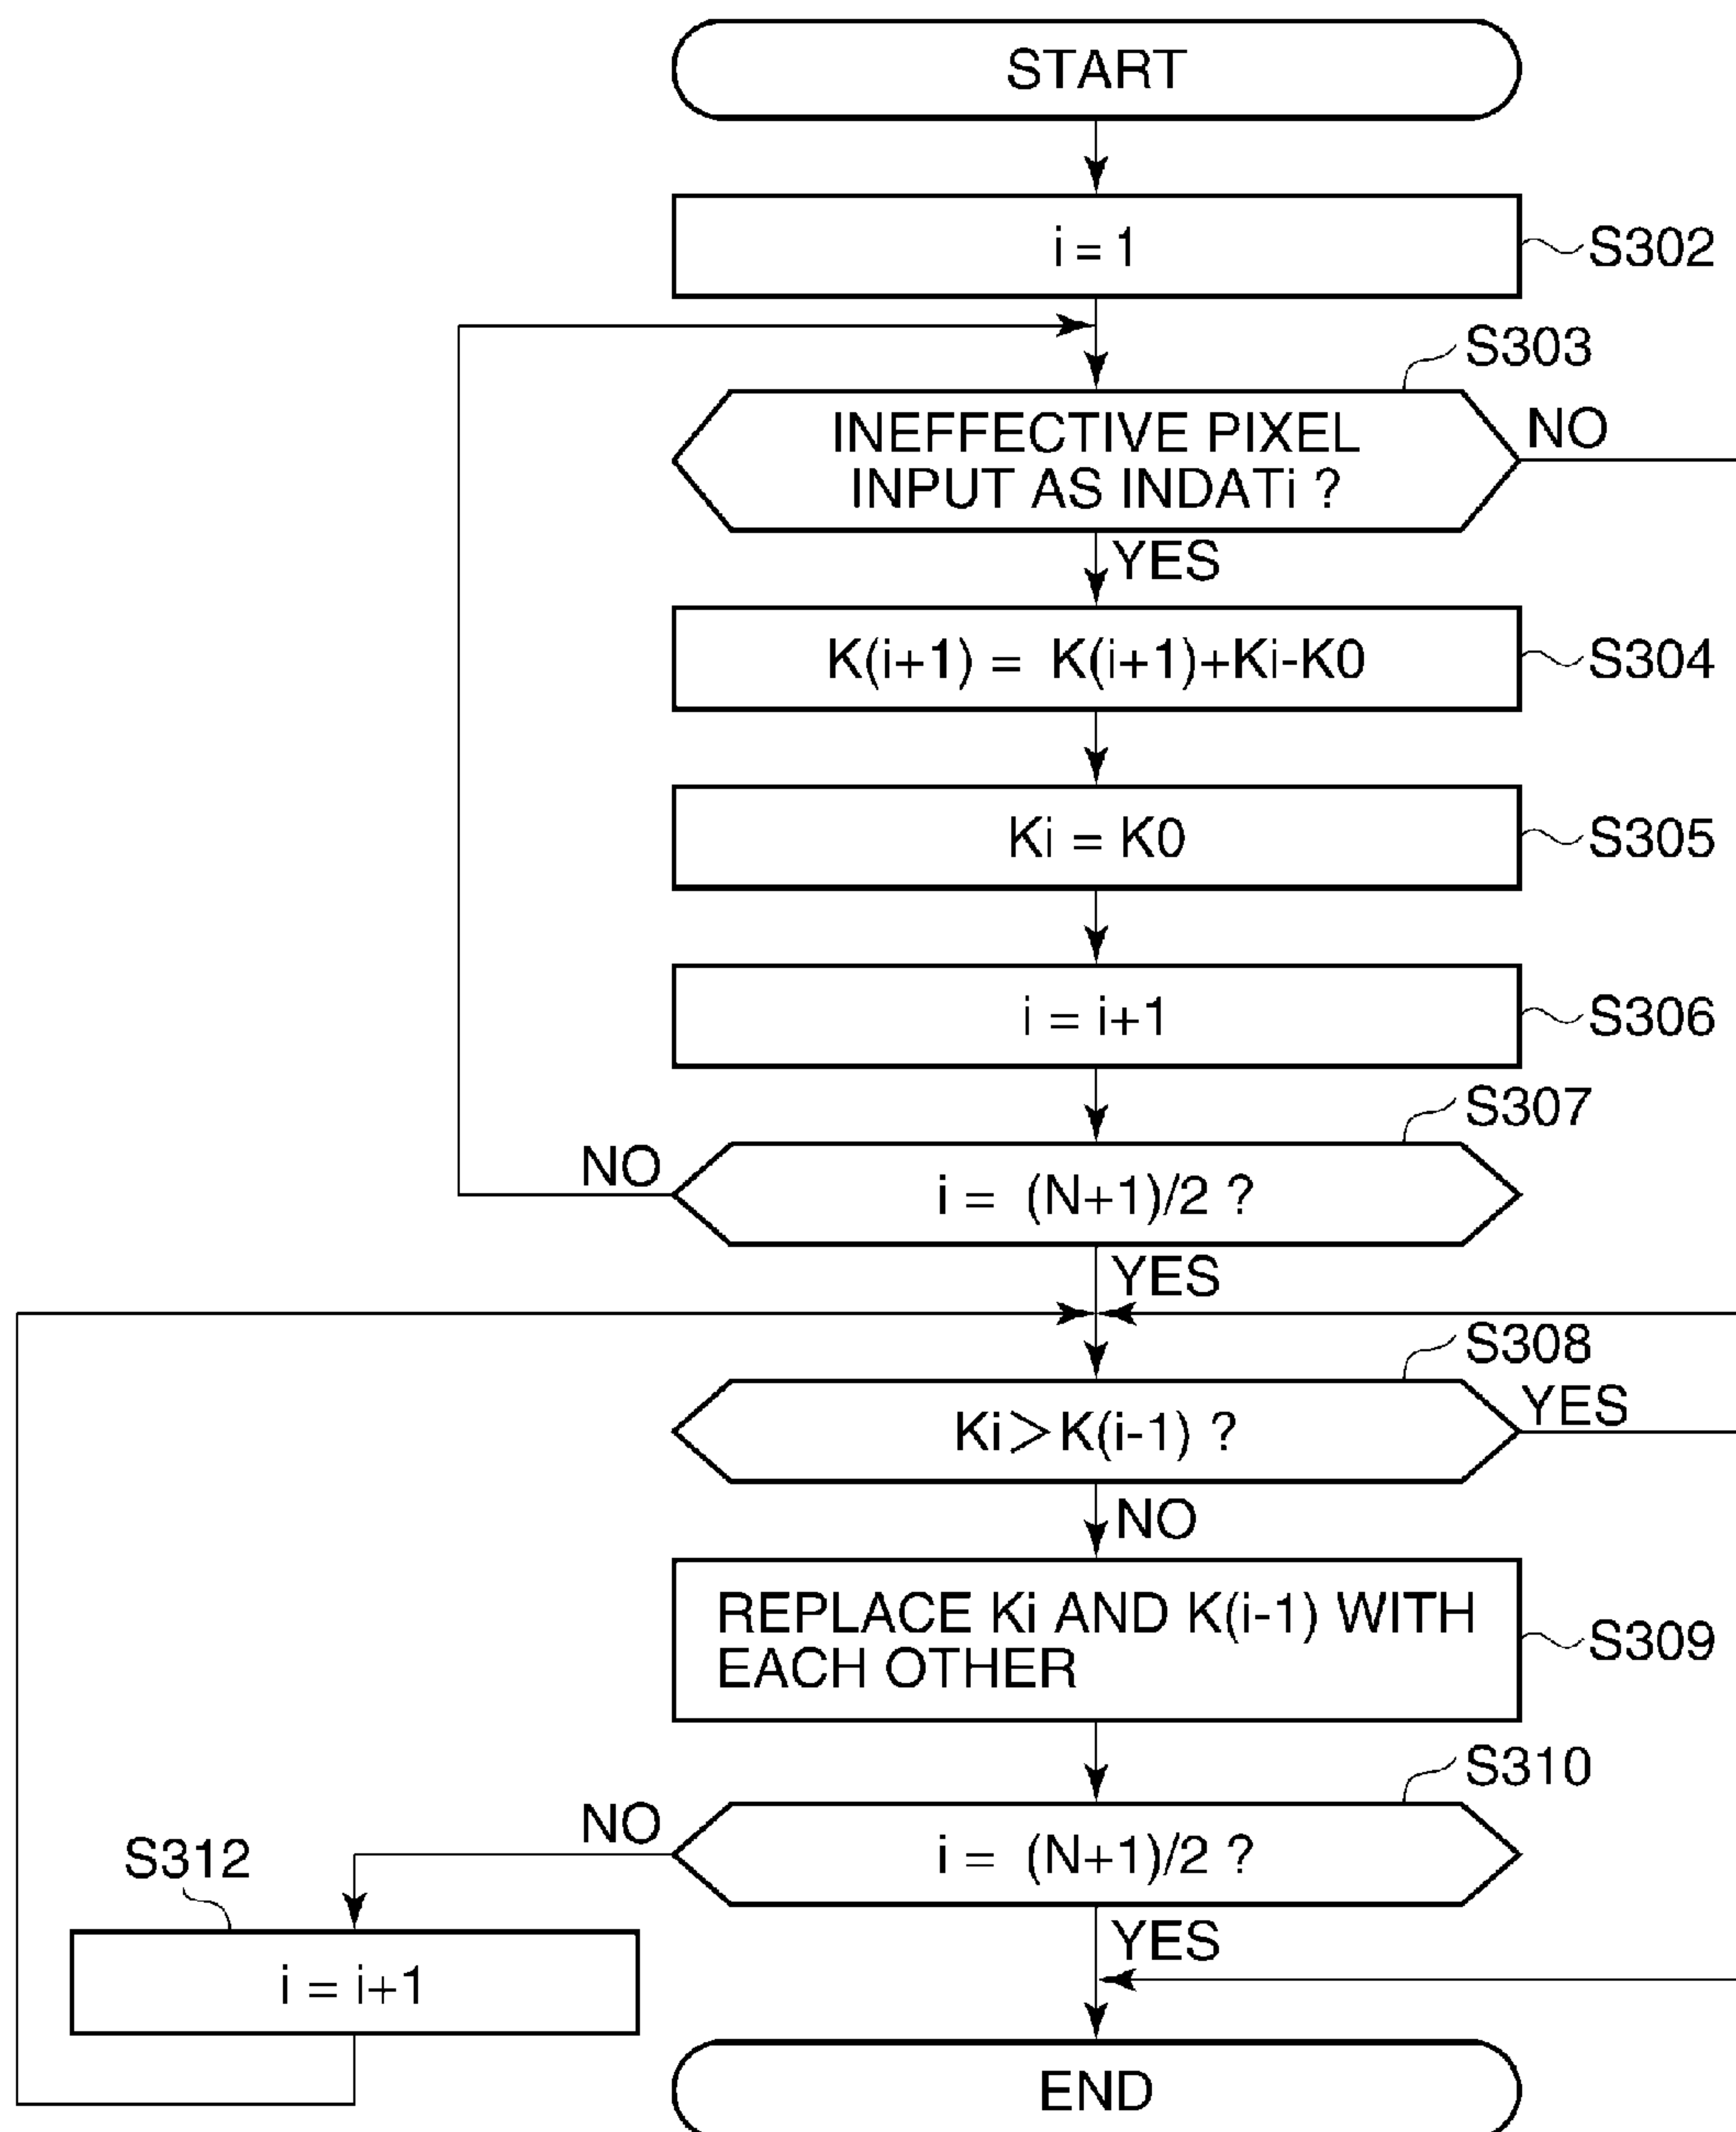 START
i = 1
S302
S303
INEFFECTIVE PIXEL
INPUT AS INDATi ?
NO
YES
K(i+1) = K(i+1)+Ki-K0
S304
Ki = K0
S305
i = i+1
S306
S307
NO
i = (N+1)/2 ?
YES
S308
Ki>K(i-1) ?
YES
NO
REPLACE Ki AND K(i-1) WITH
EACH OTHER
S309
S310
NO
i = (N+1)/2 ?
S312
YES
i = i+1
END